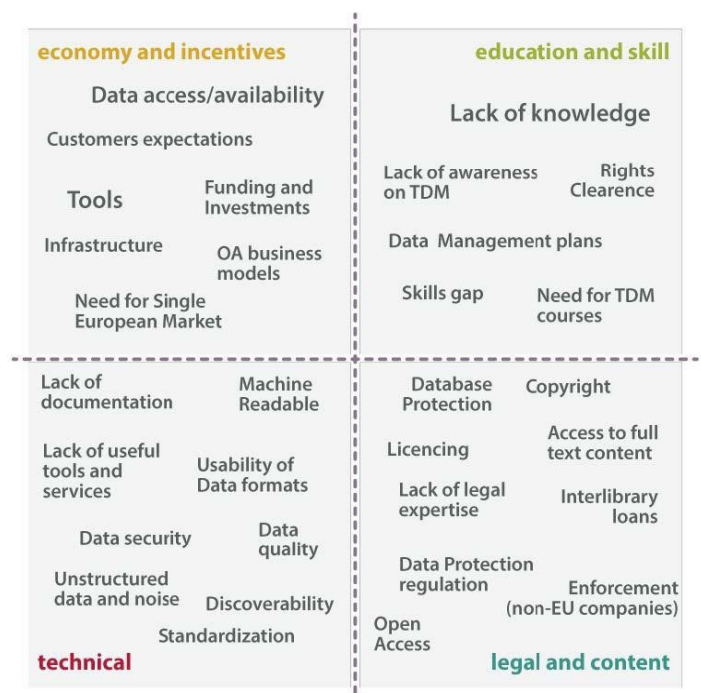 economy and incentives
Data access/availability
Customers expectations
Tools
Funding and
Investments
Infrastructure
OA business
models
Need for Single
European Market
education and skill
Lack of knowledge
Lack of awareness
on TDM
Rights
Clearence
Data Management plans
Skills gap
Need for TDM
courses
Lack of
documentation
Machine
Readable
Lack of useful
tools and
services
Usability of
Data formats
Data security
Data
quality
Unstructured
data and noise
Discoverability
Standardization
technical
Database
Protection
Copyright
Licencing
Access to full
text content
Lack of legal
expertise
Interlibrary
loans
Data Protection
regulation
Enforcement
(non-EU companies)
Open
Access
legal and content